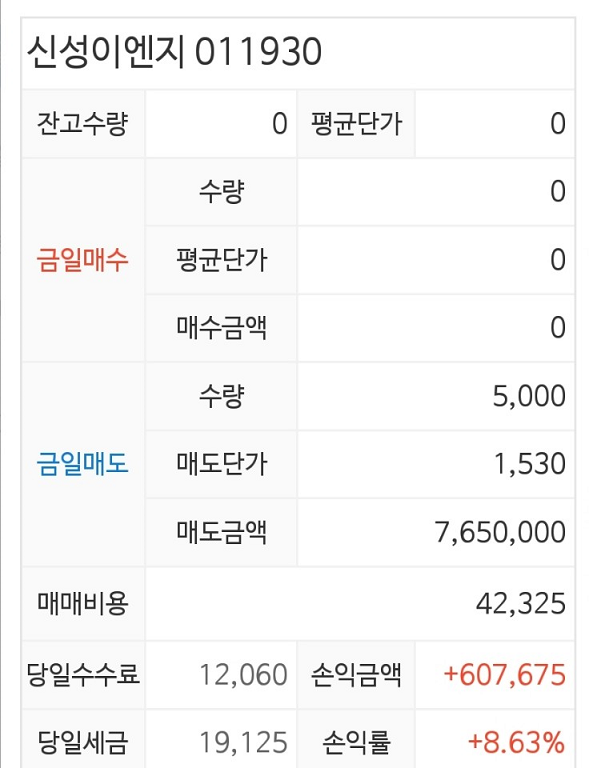 신성이엔지 011930
잔고수량 0 평균단가 0
수량 0
금일매수 평균단가 0
매수금액 0
수량 5,000
금일매도 매도단가 1,530
매도금액 7,650,000
매매비용 42,325
당일수수료 12,060 손익금액 +607,675
당일세금 19,125 손익률 +8.63%